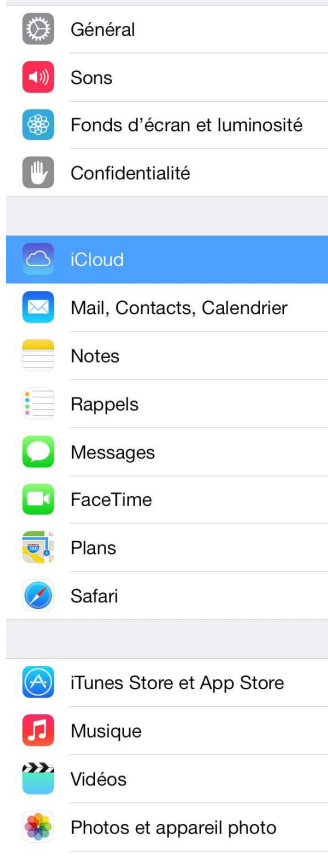 Général
Sons
Fonds d’écran et luminosité
Confidentialité
iCloud
Mail, Contacts, Calendrier
Notes
Rappels
Messages
FaceTime
Plans
Safari
iTunes Store et App Store
Musique
Vidéos
Photos et appareil photo